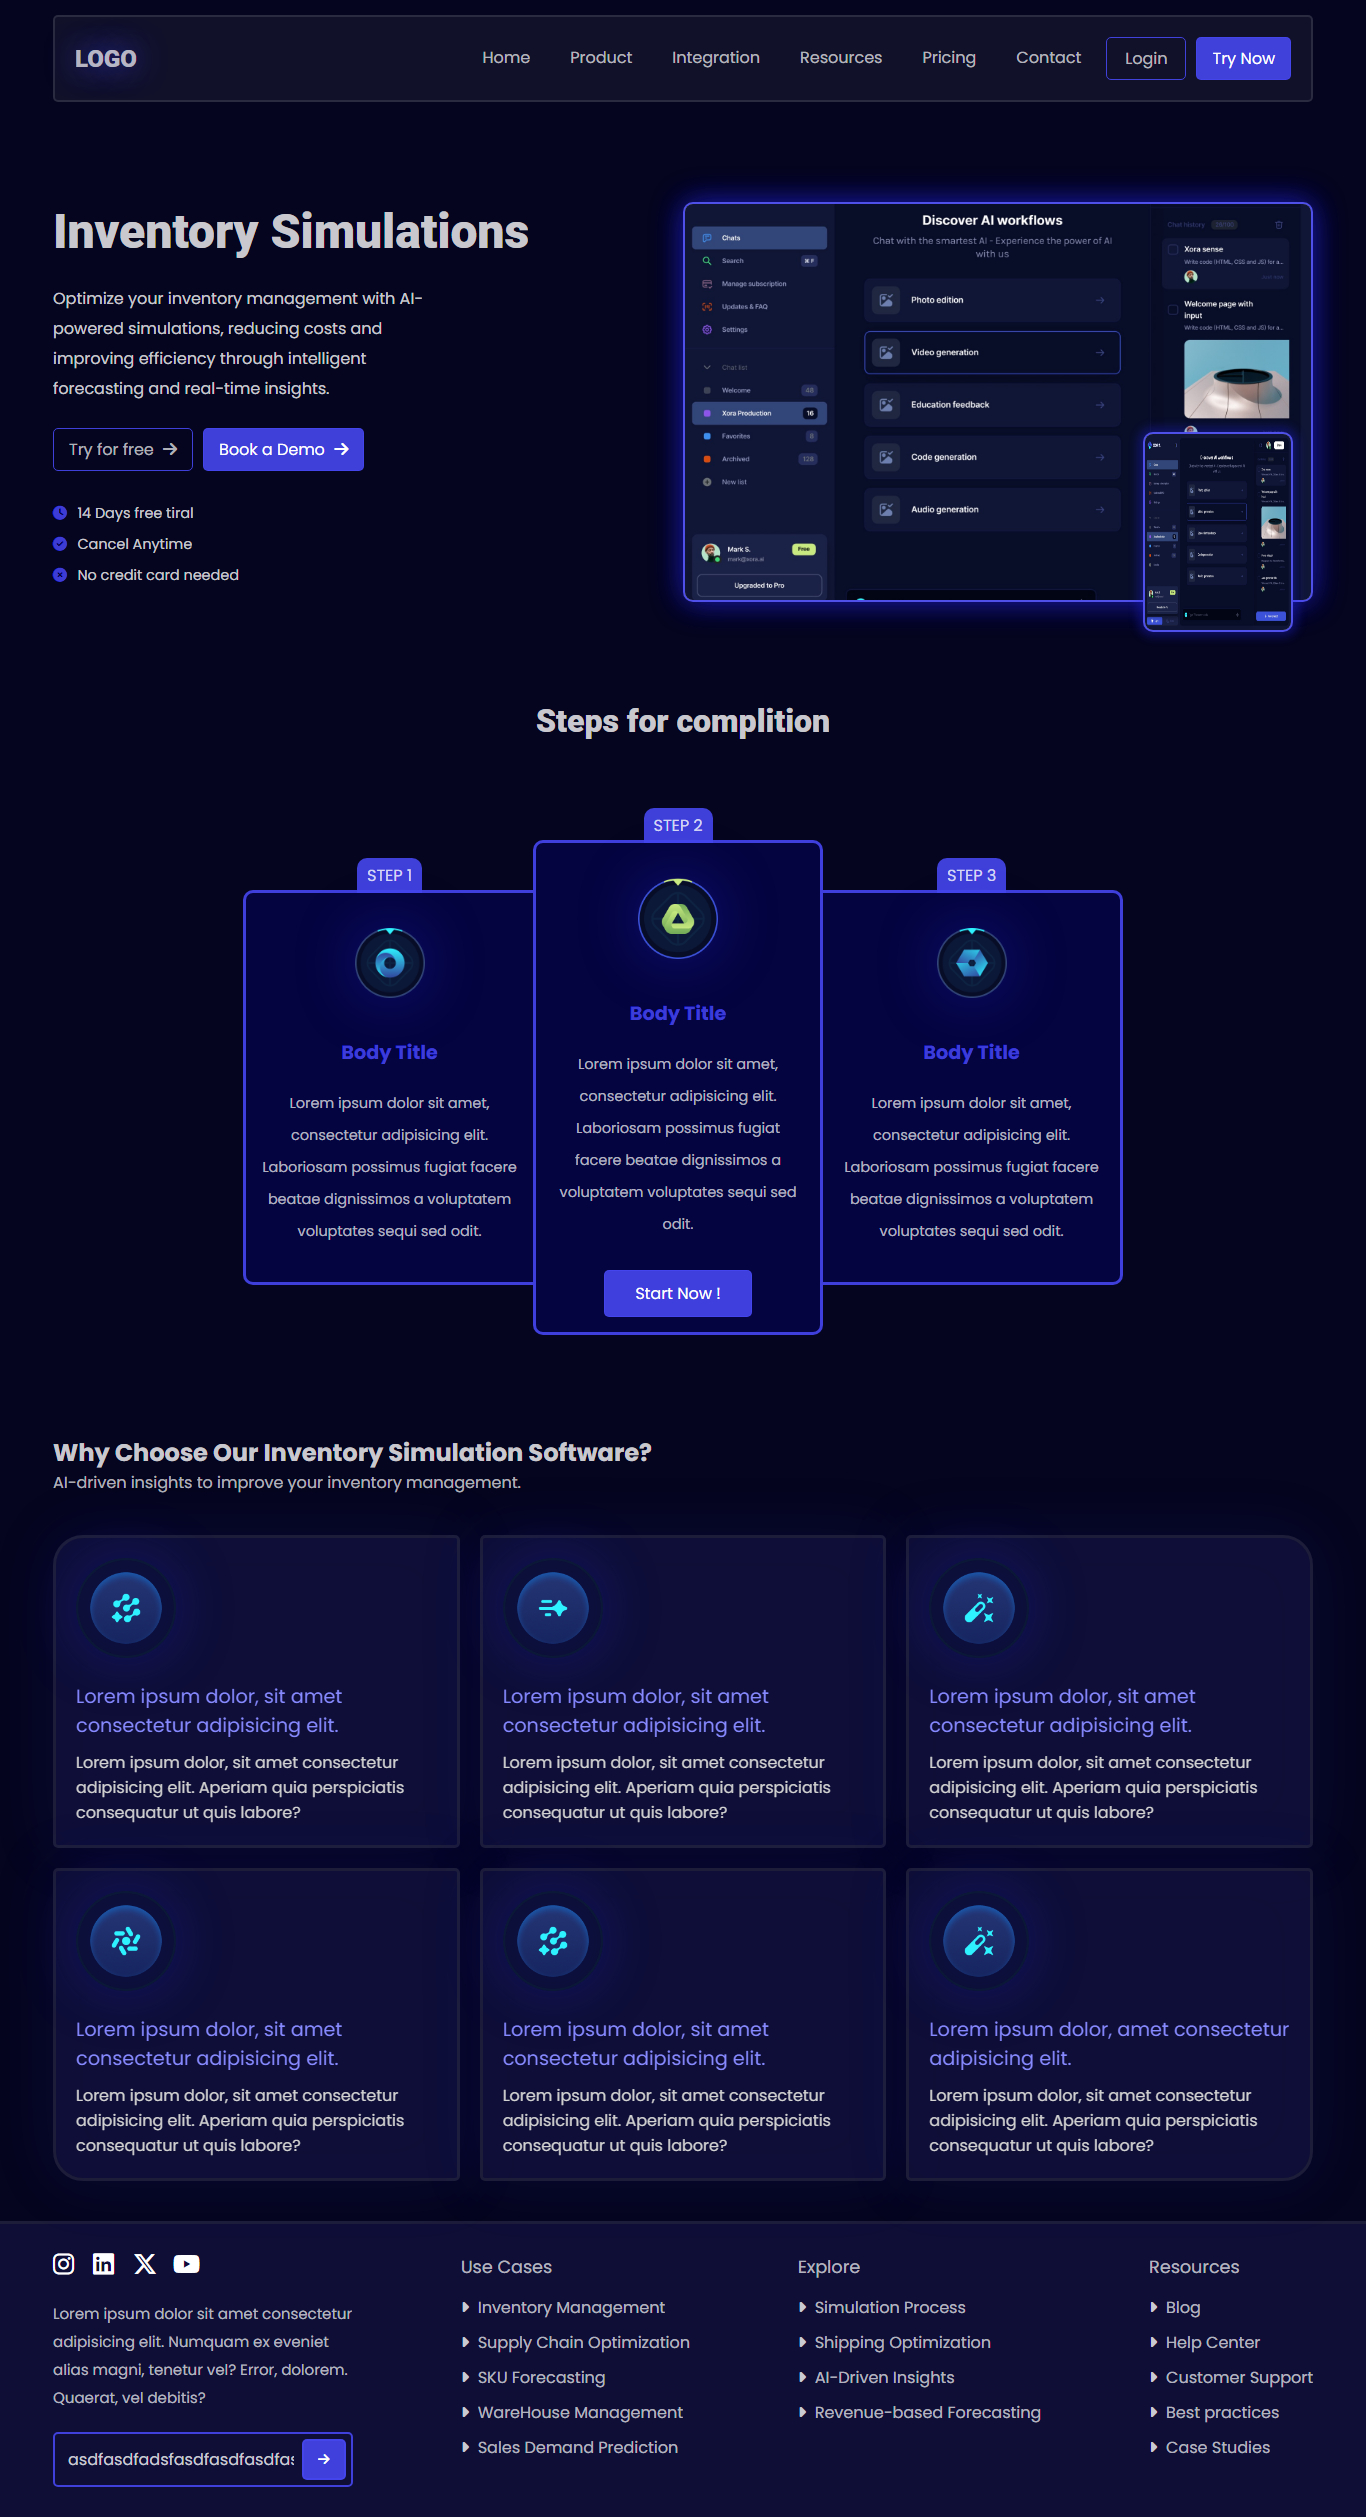 LOGO
Home Product Integration Resources Pricing Contact Login Try Now
Inventory Simulations
Optimize your inventory management with AI-
powered simulations, reducing costs and
improving efficiency through intelligent
forecasting and real-time insights.
Try for free Book a Demo
14 Days free tiral
Cancel Anytime
No credit card needed
Chats
Search ⌘ F
Manage subscription
Updates & FAQ
Settings
Chat list
Welcome 48
Xora Production 16
Favorites 8
Archived 128
New list
Mark S. Free
mark@xora.ai
Upgraded to Pro
Discover AI workflows
Chat with the smartest AI - Experience the power of AI
with us
Photo edition
Video generation
Education feedback
Code generation
Audio generation
Chat history
Xora sense
Write code (HTML, CSS and JS) for a...
Welcome page with
input
Write code (HTML, CSS and JS) for a...
Steps for complition
STEP 1
Body Title
Lorem ipsum dolor sit amet,
consectetur adipisicing elit.
Laboriosam possimus fugiat facere
beatae dignissimos a voluptatem
voluptates sequi sed odit.
STEP 2
Body Title
Lorem ipsum dolor sit amet,
consectetur adipisicing elit.
Laboriosam possimus fugiat
facere beatae dignissimos a
voluptatem voluptates sequi sed
odit.
Start Now !
STEP 3
Body Title
Lorem ipsum dolor sit amet,
consectetur adipisicing elit.
Laboriosam possimus fugiat facere
beatae dignissimos a voluptatem
voluptates sequi sed odit.
Why Choose Our Inventory Simulation Software?
AI-driven insights to improve your inventory management.
Lorem ipsum dolor, sit amet
consectetur adipisicing elit.
Lorem ipsum dolor, sit amet consectetur
adipisicing elit. Aperiam quia perspiciatis
consequatur ut quis labore?
Lorem ipsum dolor, sit amet
consectetur adipisicing elit.
Lorem ipsum dolor, sit amet consectetur
adipisicing elit. Aperiam quia perspiciatis
consequatur ut quis labore?
Lorem ipsum dolor, sit amet
consectetur adipisicing elit.
Lorem ipsum dolor, sit amet consectetur
adipisicing elit. Aperiam quia perspiciatis
consequatur ut quis labore?
Lorem ipsum dolor, sit amet
consectetur adipisicing elit.
Lorem ipsum dolor, sit amet consectetur
adipisicing elit. Aperiam quia perspiciatis
consequatur ut quis labore?
Lorem ipsum dolor, sit amet
consectetur adipisicing elit.
Lorem ipsum dolor, sit amet consectetur
adipisicing elit. Aperiam quia perspiciatis
consequatur ut quis labore?
Lorem ipsum dolor, amet consectetur
adipisicing elit.
Lorem ipsum dolor, sit amet consectetur
adipisicing elit. Aperiam quia perspiciatis
consequatur ut quis labore?
Lorem ipsum dolor sit amet consectetur
adipisicing elit. Numquam ex eveniet
alias magni, tenetur vel? Error, dolorem.
Quaerat, vel debitis?
asdfasdfadsfasdfasdfasdfas
Use Cases
Inventory Management
Supply Chain Optimization
SKU Forecasting
WareHouse Management
Sales Demand Prediction
Explore
Simulation Process
Shipping Optimization
AI-Driven Insights
Revenue-based Forecasting
Resources
Blog
Help Center
Customer Support
Best practices
Case Studies